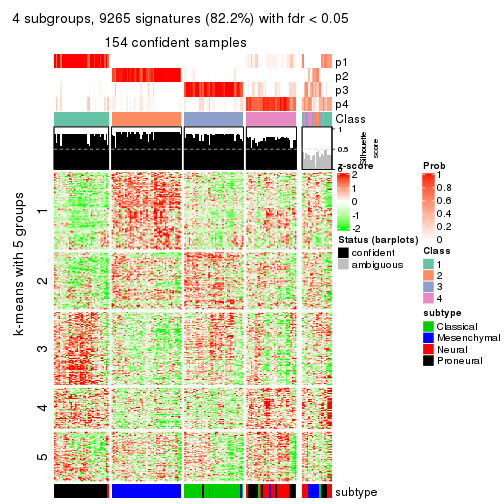 4 subgroups, 9265 signatures (82.2%) with fdr < 0.05
154 confident samples
p1
p2
p3
p4
Class
1
0.5
0
Silhouette
score
k-means with 5 groups
1
2
3
4
5
subtype
z-score
2
1
0
-1
-2
Status (barplots)
confident
ambiguous
Prob
1
0.8
0.6
0.4
0.2
0
Class
1
2
3
4
subtype
Classical
Mesenchymal
Neural
Proneural